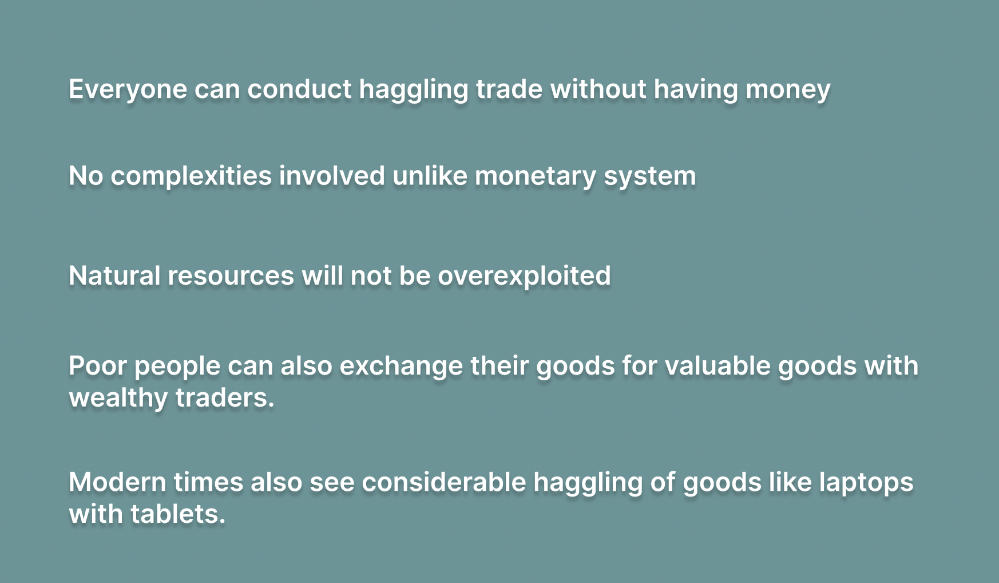 Everyone can conduct haggling trade without having money
No complexities involved unlike monetary system
Natural resources will not be overexploited
Poor people can also exchange their goods for valuable goods with
wealthy traders.
Modern times also see considerable haggling of goods like laptops
with tablets.